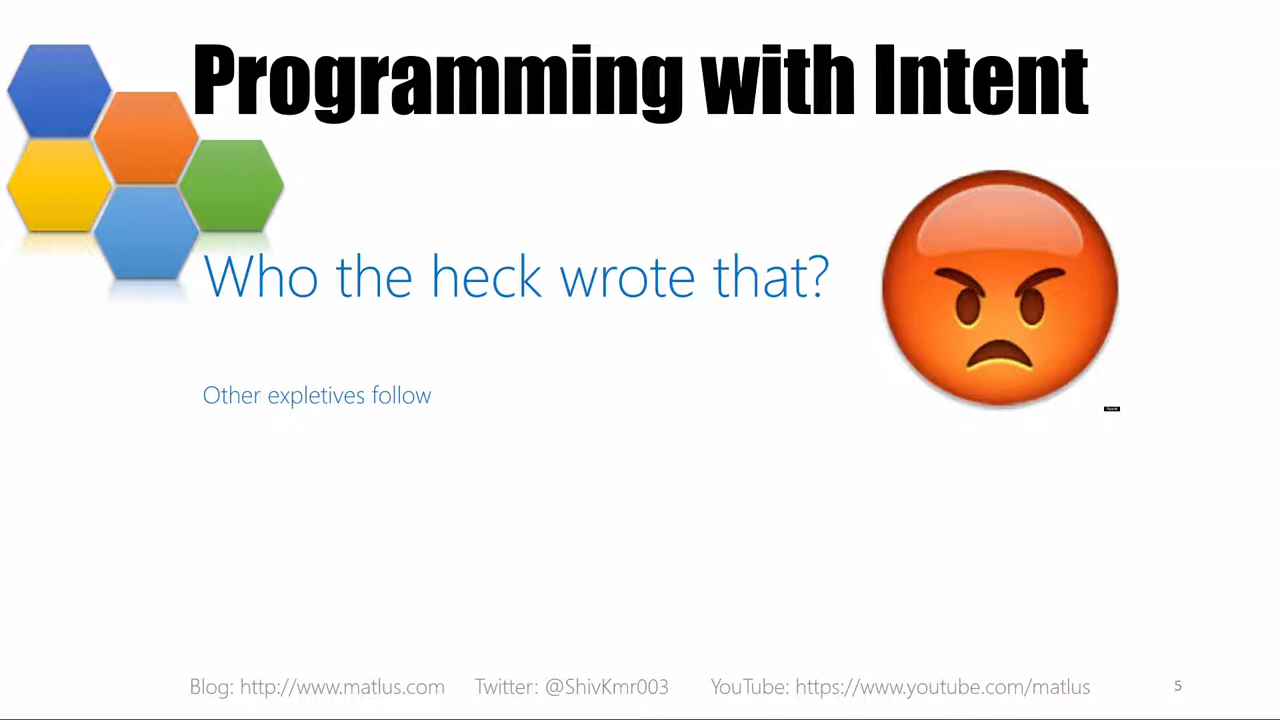 Programming with Intent
Who the heck wrote that?
Other expletives follow
Blog: http://www.matlus.com Twitter: @ShivKmr003 YouTube: https://www.youtube.com/matlus 5